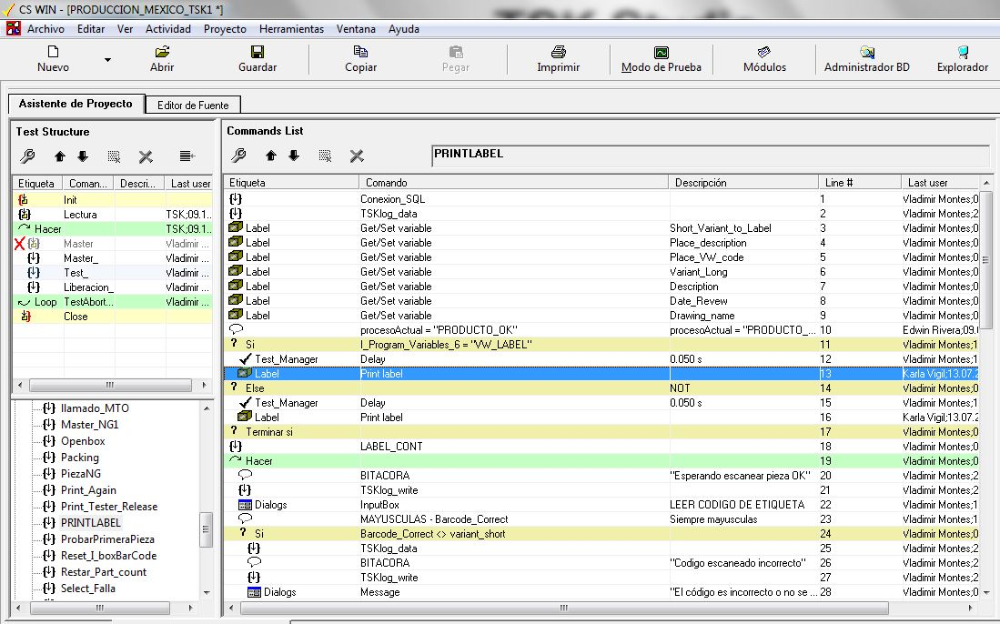 CS WIN - [PRODUCCION_MEXICO_TSK1 *]
Archivo Editar Ver Actividad Proyecto Herramientas Ventana Ayuda
Nuevo Abrir Guardar Copiar Pegar Imprimir Modo de Prueba Módulos Administrador BD Explorador
Asistente de Proyecto Editor de Fuente
Test Structure
Etiqueta Coman... Descri... Last user
Init
Lectura TSK;09.1...
Hacer TSK;09.1...
Master Vladimir ...
Master_ Vladimir ...
Test_ Vladimir ...
Liberacion_ Vladimir ...
Loop TestAbort... Vladimir ...
Close
llamado_MTO
Master_NG1
Openbox
Packing
PiezaNG
Print_Again
Print_Tester_Release
PRINTLABEL
ProbarPrimeraPieza
Reset_I_boxBarCode
Restar_Part_count
Select_Falla
Commands List
PRINTLABEL
Etiqueta Comando Descripción Line # Last user
Conexion_SQL 1 Vladimir Montes;0
TSKlog_data 2 Vladimir Montes;2
Label Get/Set variable Short_Variant_to_Label 3 Vladimir Montes;0
Label Get/Set variable Place_description 4 Vladimir Montes;2
Label Get/Set variable Place_VW_code 5 Vladimir Montes;2
Label Get/Set variable Variant_Long 6 Vladimir Montes;0
Label Get/Set variable Description 7 Vladimir Montes;0
Label Get/Set variable Date_Revew 8 Vladimir Montes;2
Label Get/Set variable Drawing_name 9 Vladimir Montes;0
procesoActual = "PRODUCTO_OK" procesoActual = "PRODUCTO_... 10 Edwin Rivera;09.
? Si I_Program_Variables_6 = "VW_LABEL" 11 Vladimir Montes;1
Test_Manager Delay 0.050 s 12 Vladimir Montes;1
Label Print label 13 Karla Vigil;13.07.2
? Else NOT 14 Vladimir Montes;0
Test_Manager Delay 0.050 s 15 Vladimir Montes;1
Label Print label 16 Karla Vigil;13.07.2
? Terminar si 17 Vladimir Montes;0
LABEL_CONT 18 Vladimir Montes;0
Hacer 19 Vladimir Montes;0
BITACORA "Esperando escanear pieza OK" 20 Vladimir Montes;2
TSKlog_write 21 Vladimir Montes;2
Dialogs InputBox LEER CODIGO DE ETIQUETA 22 Vladimir Montes;1
MAYUSCULAS - Barcode_Correct Siempre mayusculas 23 Vladimir Montes;0
? Si Barcode_Correct <> variant_short 24 Vladimir Montes;0
TSKlog_data 25 Vladimir Montes;2
BITACORA "Codigo escaneado incorrecto" 26 Vladimir Montes;2
TSKlog_write 27 Vladimir Montes;2
Dialogs Message "El código es incorrecto o no se ... 28 Vladimir Montes;2